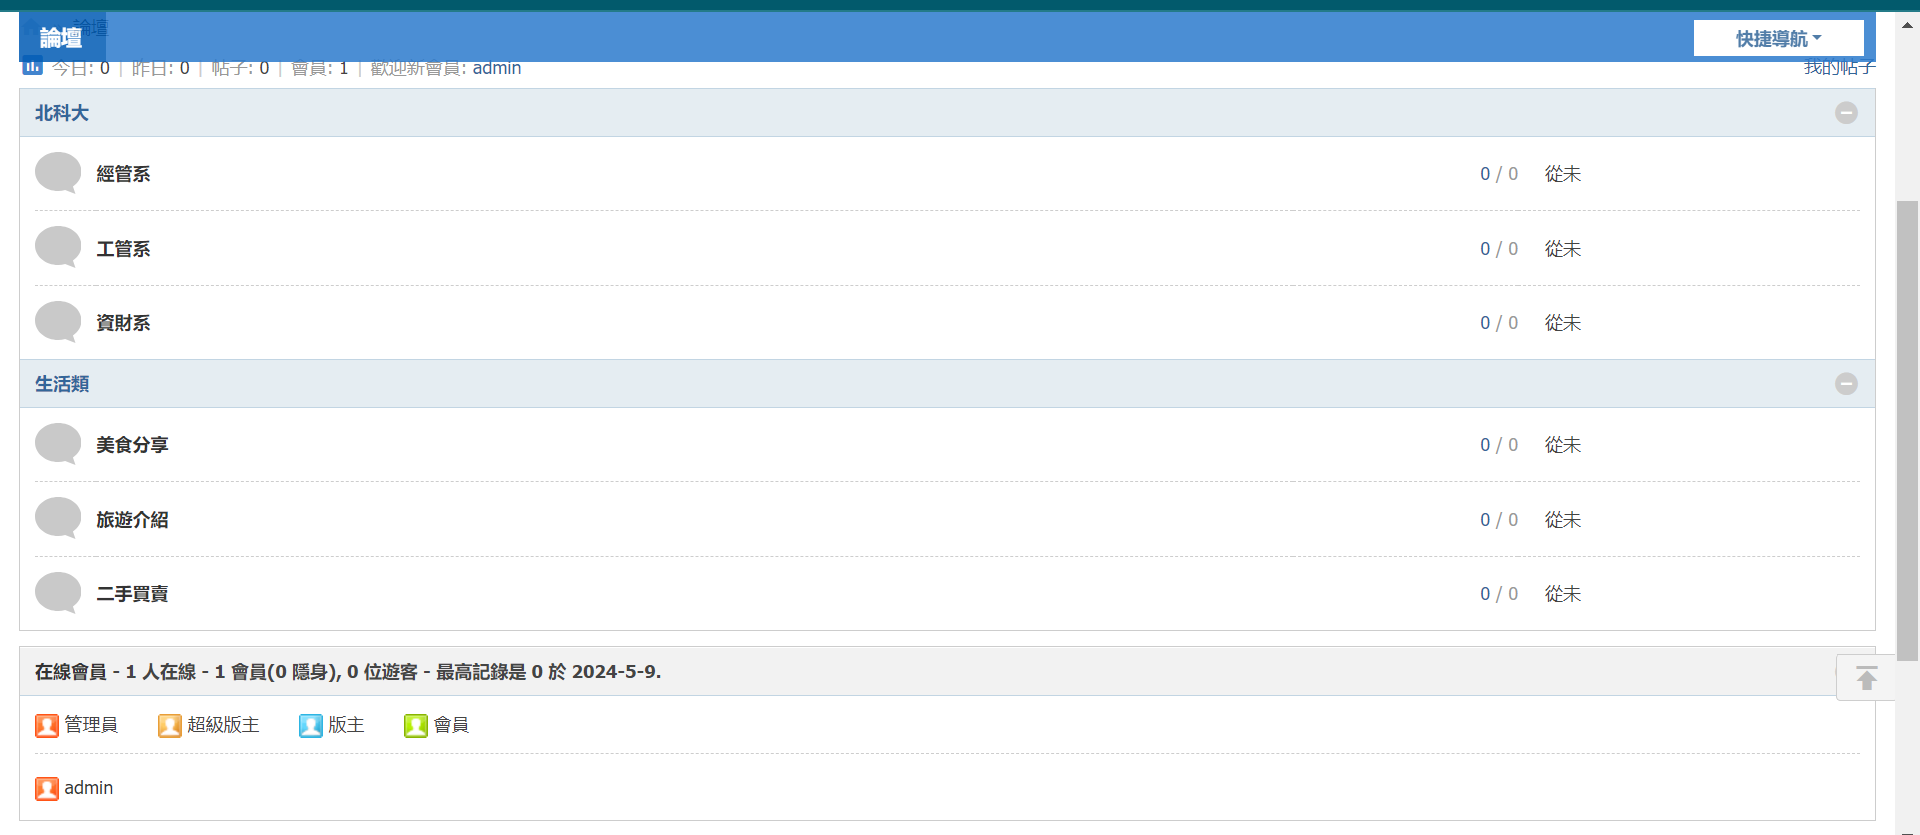 論壇
論壇
快捷導航
今日: 0 | 昨日: 0 | 帖子: 0 | 會員: 1 | 歡迎新會員: admin
我的帖子
北科大
經管系 0 / 0 從未
工管系 0 / 0 從未
資財系 0 / 0 從未
生活類
美食分享 0 / 0 從未
旅遊介紹 0 / 0 從未
二手買賣 0 / 0 從未
在線會員 - 1 人在線 - 1 會員(0 隱身), 0 位遊客 - 最高記錄是 0 於 2024-5-9.
管理員 超級版主 版主 會員
admin